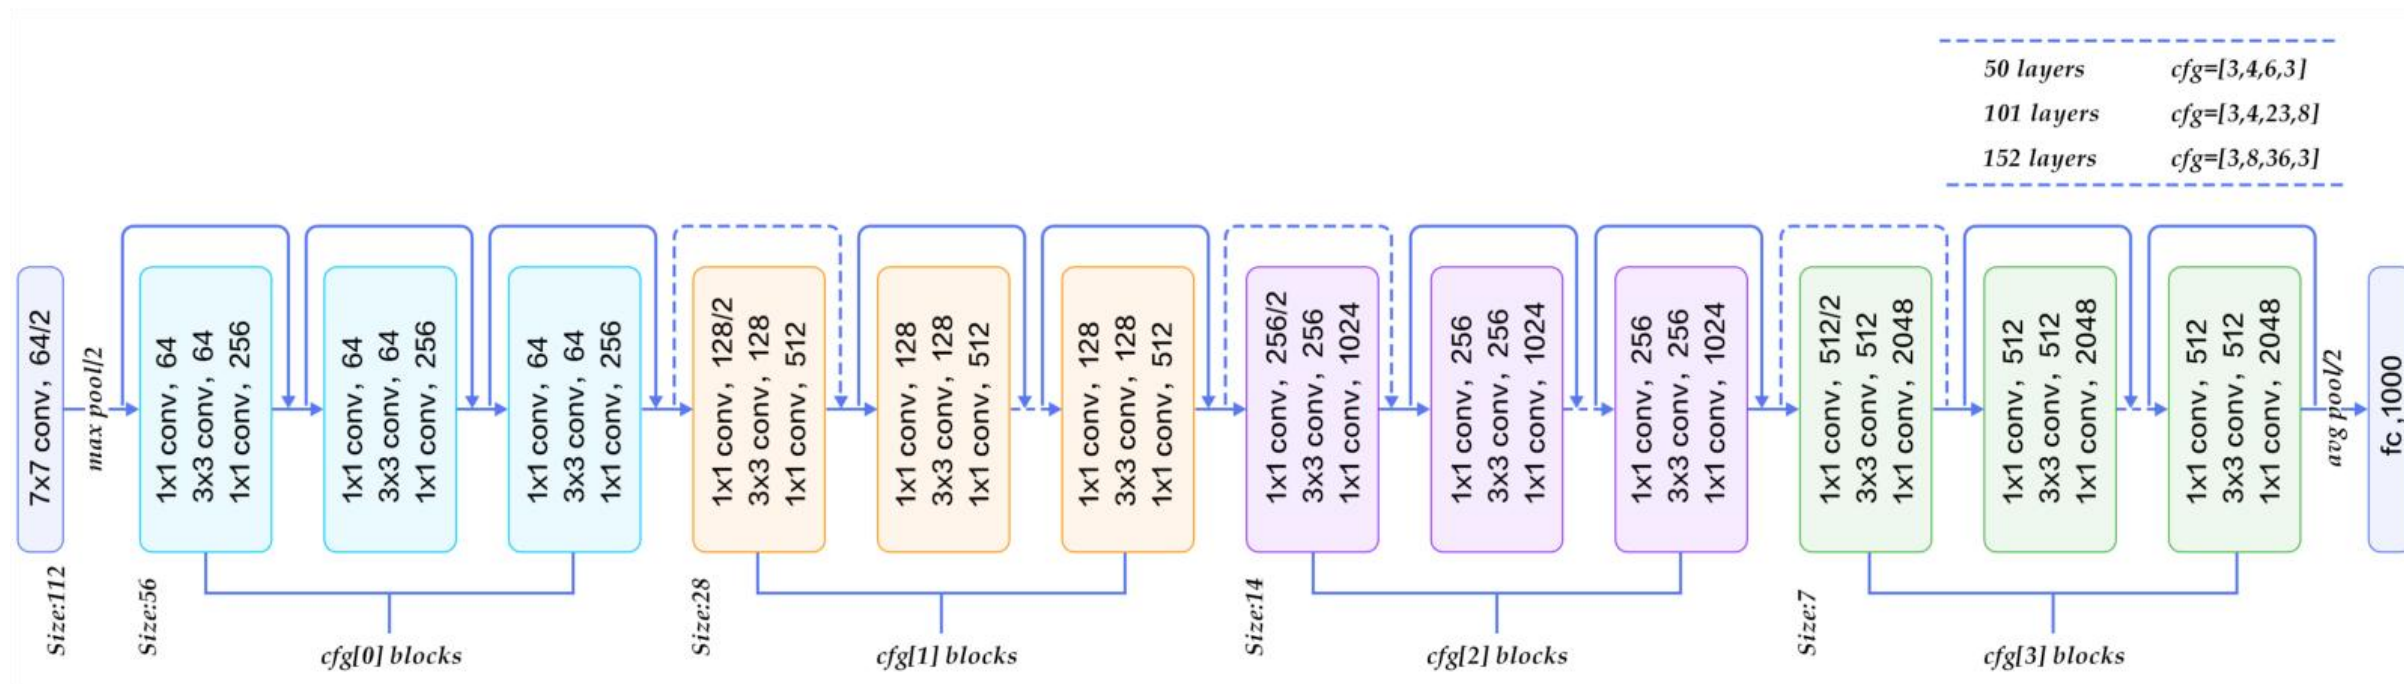 50 layers cfg=[3,4,6,3]
101 layers cfg=[3,4,23,8]
152 layers cfg=[3,8,36,3]
7x7 conv, 64/2
max pool/2
1x1 conv, 64
3x3 conv, 64
1x1 conv, 256
1x1 conv, 64
3x3 conv, 64
1x1 conv, 256
1x1 conv, 64
3x3 conv, 64
1x1 conv, 256
1x1 conv, 128/2
3x3 conv, 128
1x1 conv, 512
1x1 conv, 128
3x3 conv, 128
1x1 conv, 512
1x1 conv, 128
3x3 conv, 128
1x1 conv, 512
1x1 conv, 256/2
3x3 conv, 256
1x1 conv, 1024
1x1 conv, 256
3x3 conv, 256
1x1 conv, 1024
1x1 conv, 256
3x3 conv, 256
1x1 conv, 1024
1x1 conv, 512/2
3x3 conv, 512
1x1 conv, 2048
1x1 conv, 512
3x3 conv, 512
1x1 conv, 2048
1x1 conv, 512
3x3 conv, 512
1x1 conv, 2048
avg pool/2
fc ,1000
Size:112
Size:56
Size:28
Size:14
Size:7
cfg[0] blocks
cfg[1] blocks
cfg[2] blocks
cfg[3] blocks